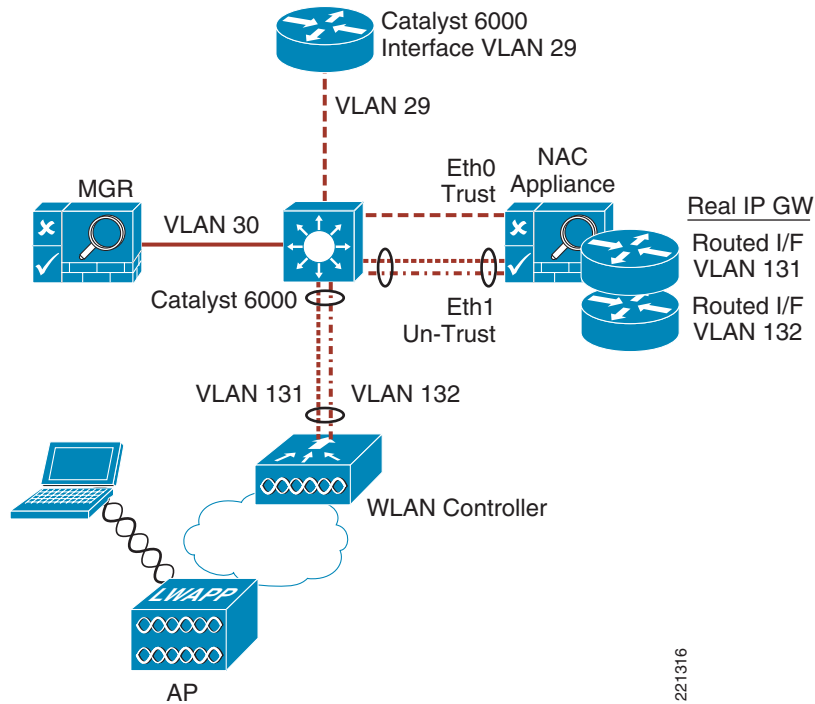 Catalyst 6000
Interface VLAN 29
VLAN 29
MGR
VLAN 30
Eth0
Trust
NAC
Appliance
Real IP GW
Routed I/F
VLAN 131
Routed I/F
VLAN 132
Catalyst 6000
Eth1
Un-Trust
VLAN 131
VLAN 132
WLAN Controller
LWAPP
AP
221316